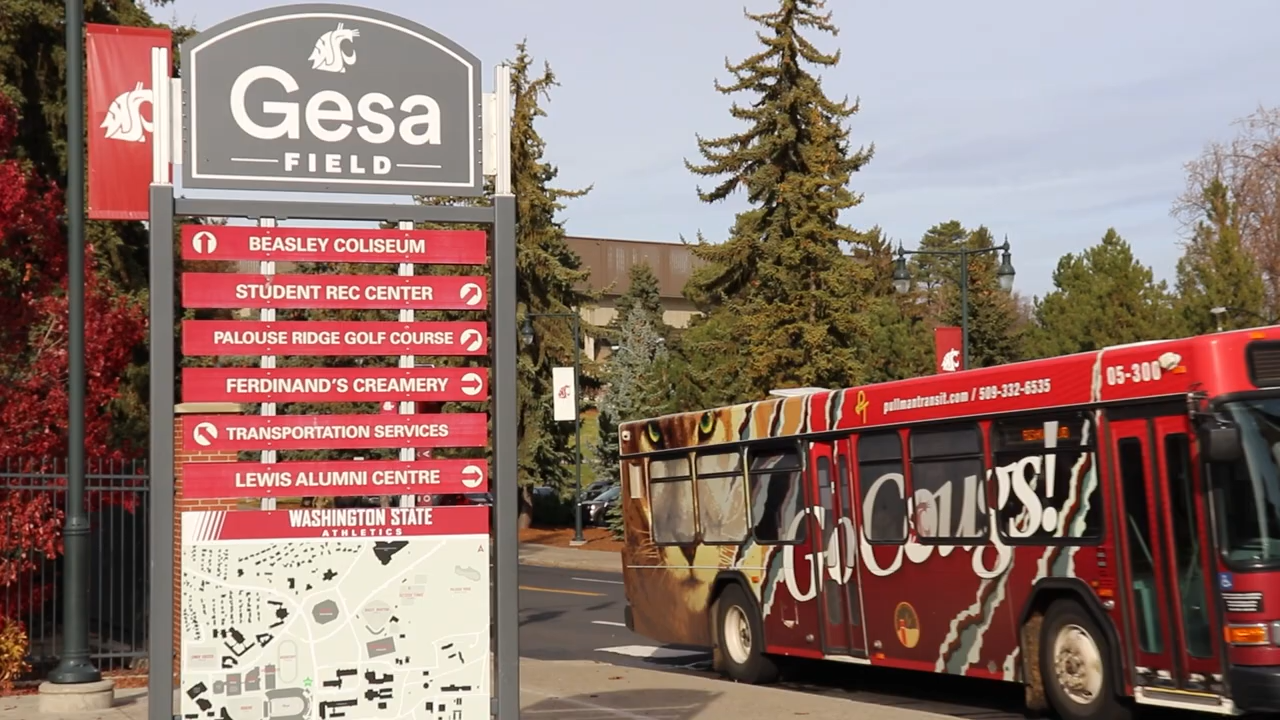 Gesa
FIELD
BEASLEY COLISEUM
STUDENT REC CENTER
PALOUSE RIDGE GOLF COURSE
FERDINAND'S CREAMERY
TRANSPORTATION SERVICES
LEWIS ALUMNI CENTRE
WASHINGTON STATE
ATHLETICS
pullmantransit.com / 509-332-6535
05-300
Go Cougs!